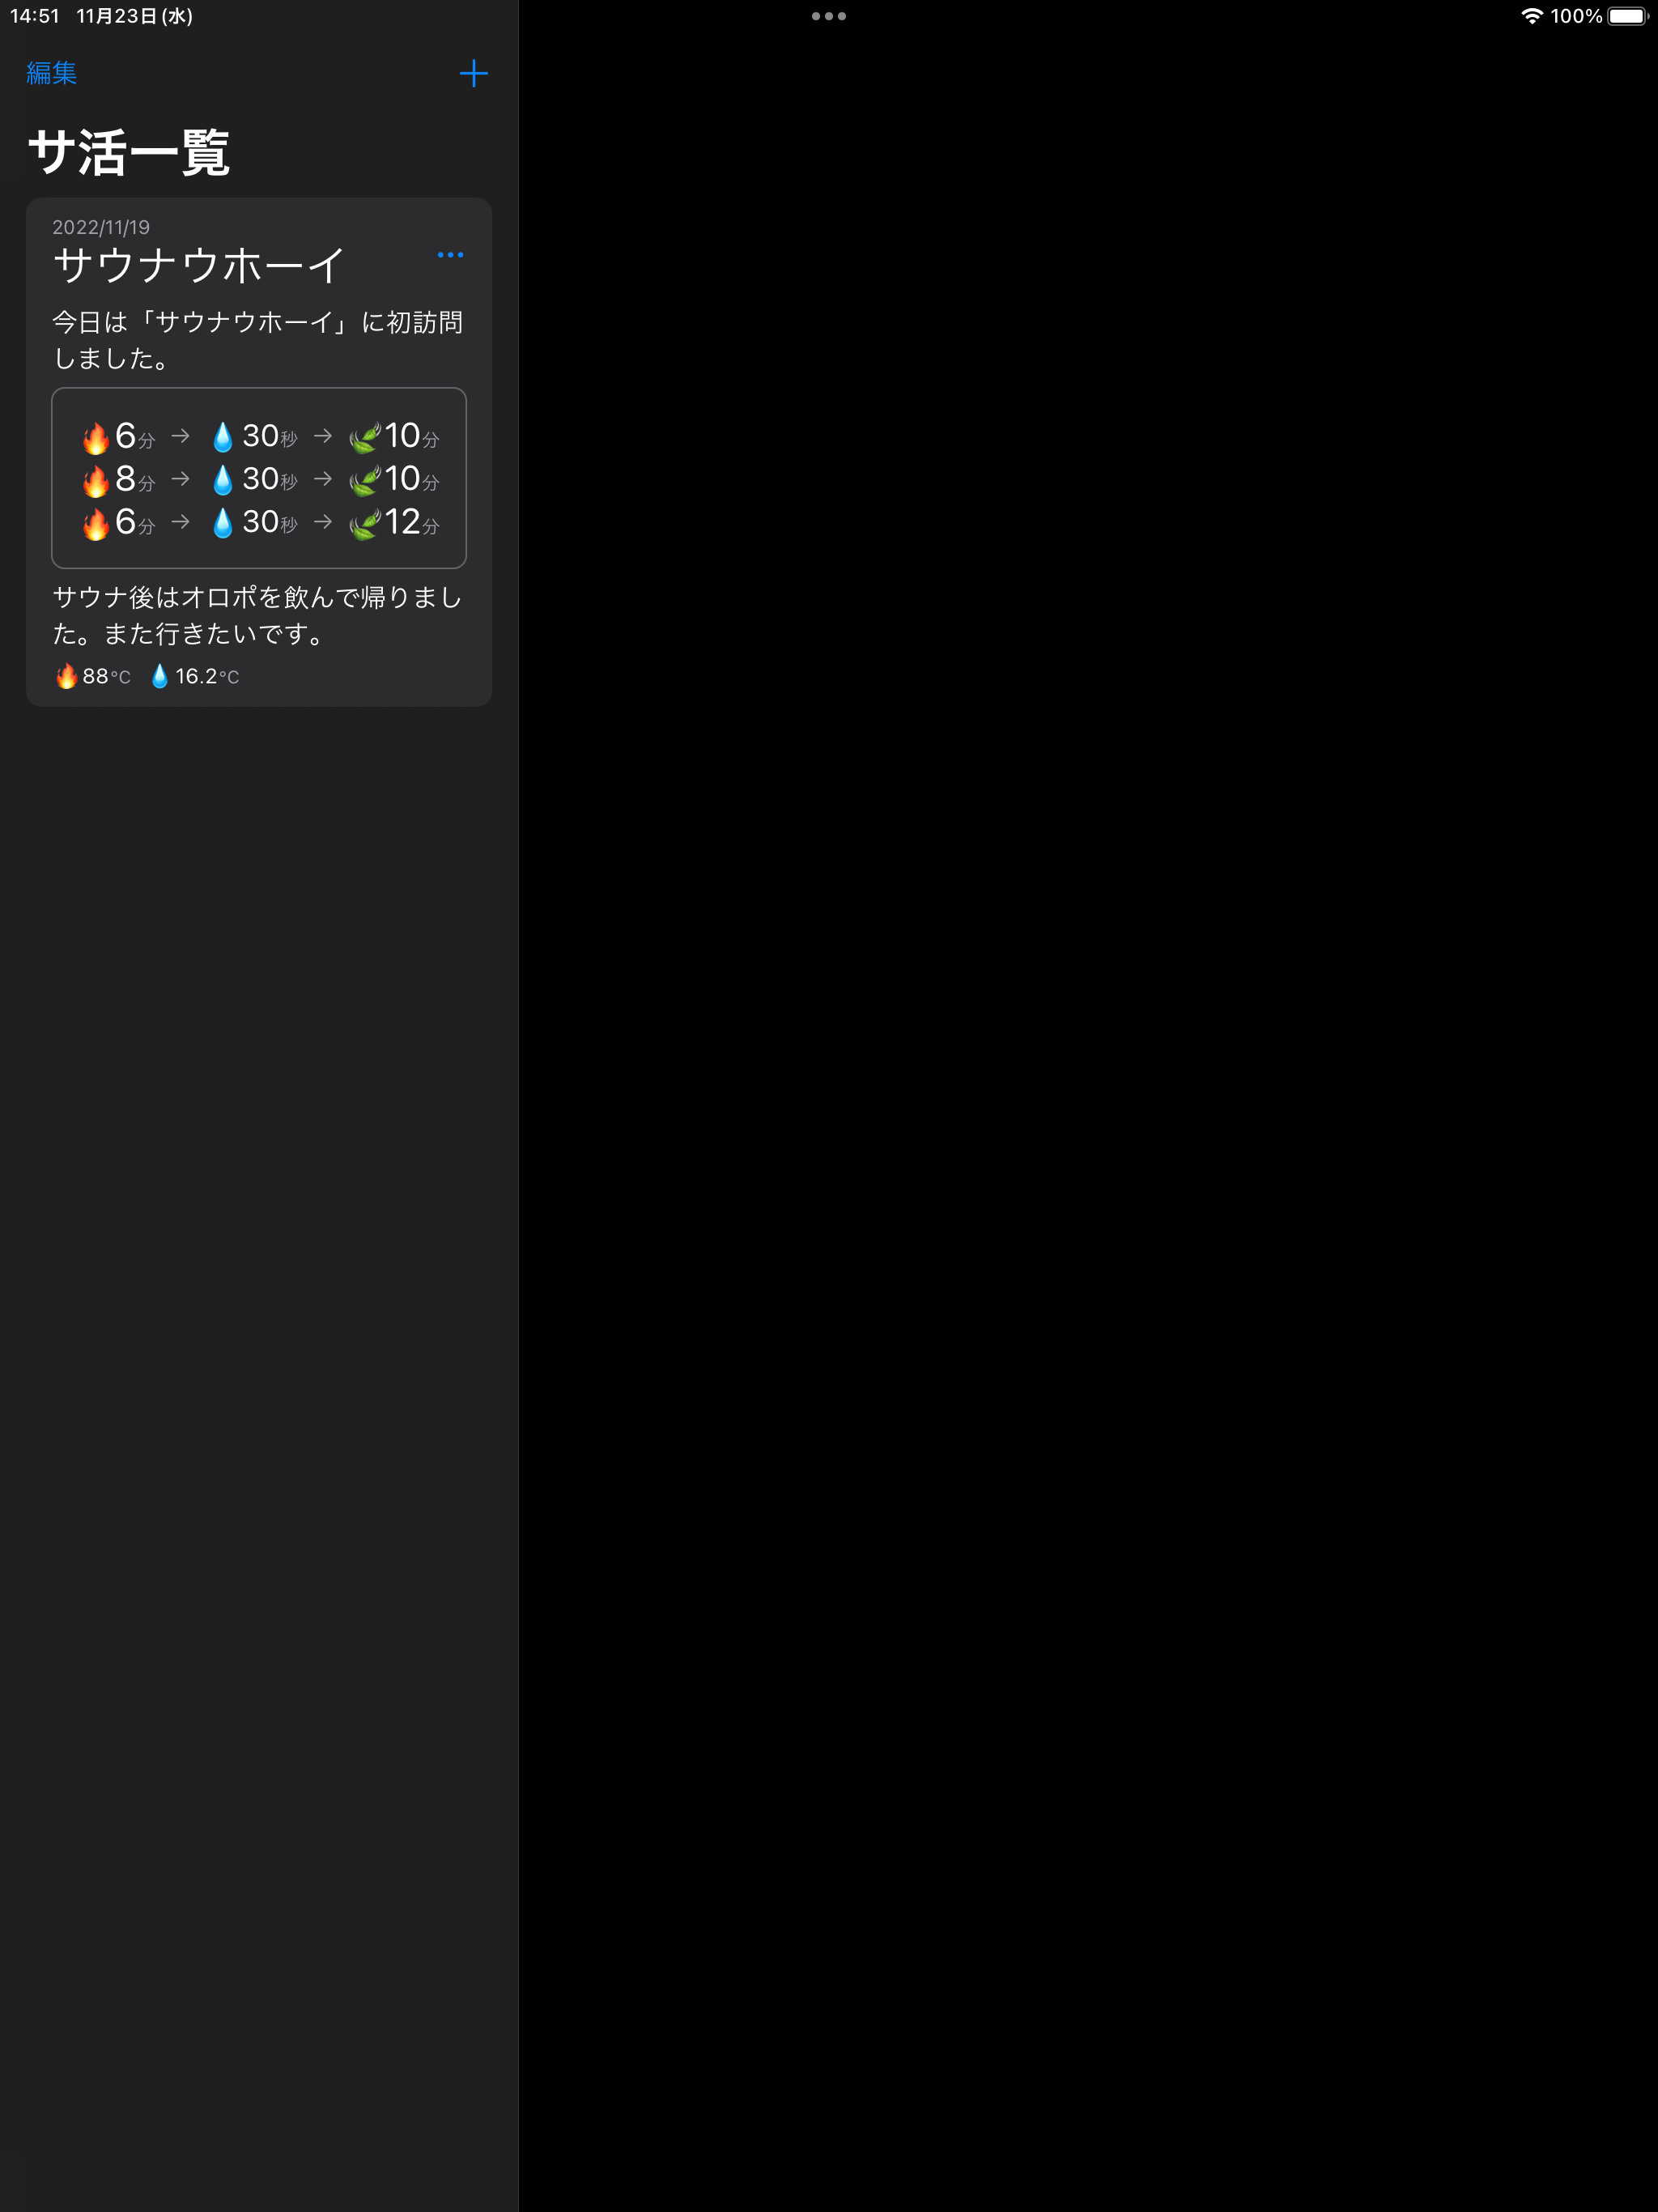 14:51 11月23日(水)
100%
編集
サ活一覧
2022/11/19
サウナウホーイ
今日は「サウナウホーイ」に初訪問
しました。
🔥6分 → 💧30秒 → 🌿10分
🔥8分 → 💧30秒 → 🌿10分
🔥6分 → 💧30秒 → 🌿12分
サウナ後はオロポを飲んで帰りまし
た。また行きたいです。
🔥88℃ 💧16.2℃